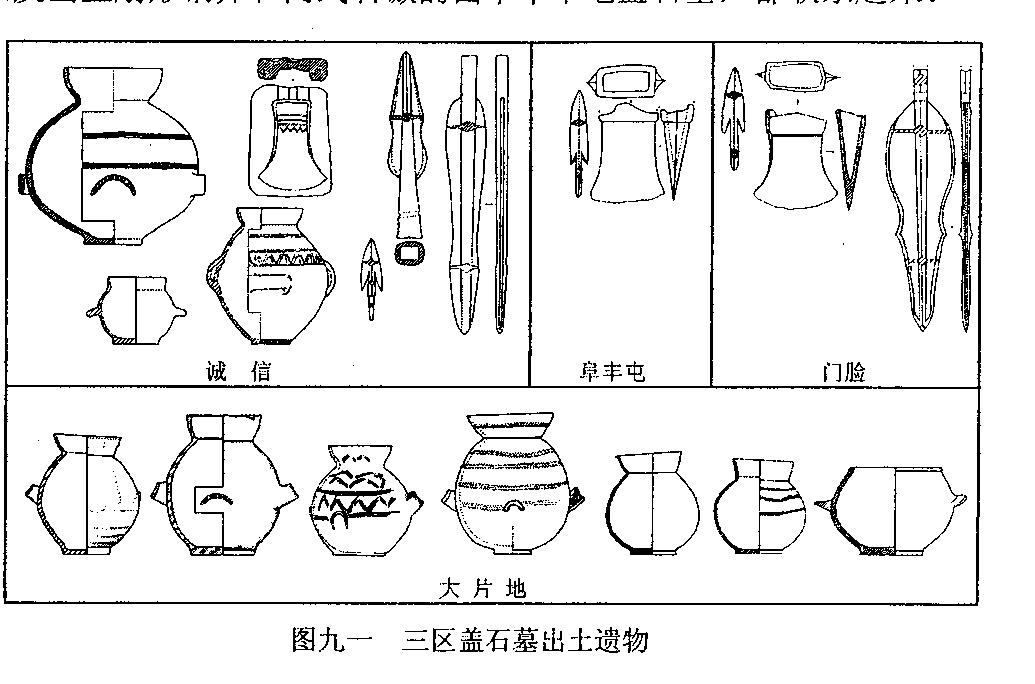 诚 信
阜丰屯
门脸
大 片 地
图九一 三区盖石墓出土遗物